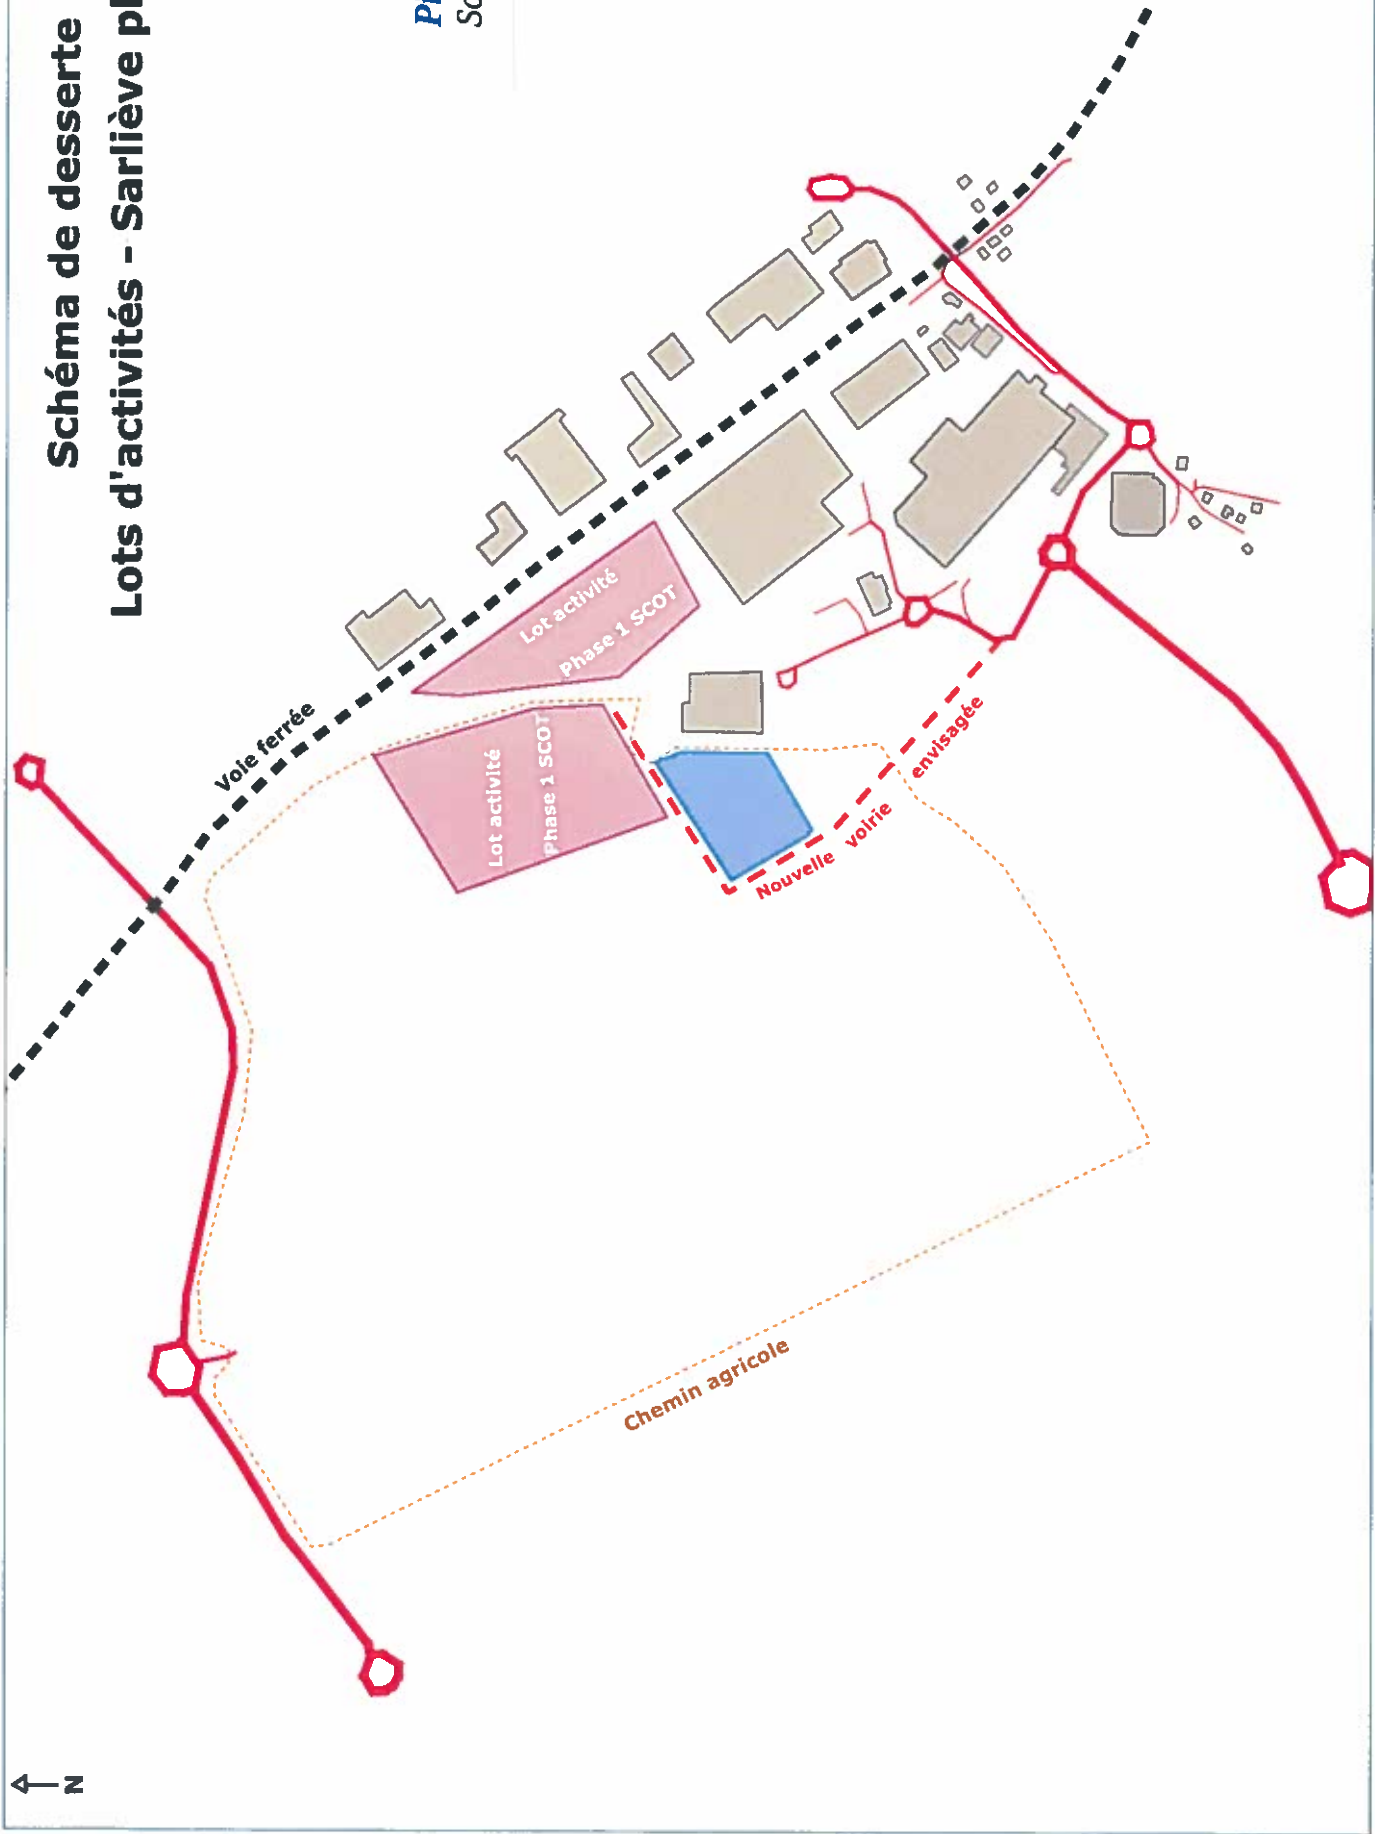 Schéma de desserte
Lots d'activités - Sarliève
Voie ferrée
Lot activité
Phase 1 SCOT
Lot activité
Phase 1 SCOT
Nouvelle voirie envisagée
Chemin agricole
N